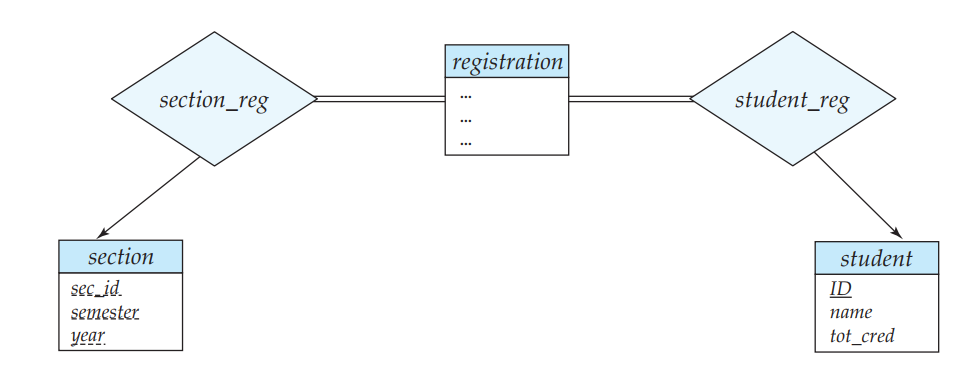 section_reg
registration
...
...
...
student_reg
section
sec_id
semester
year
student
ID
name
tot_cred